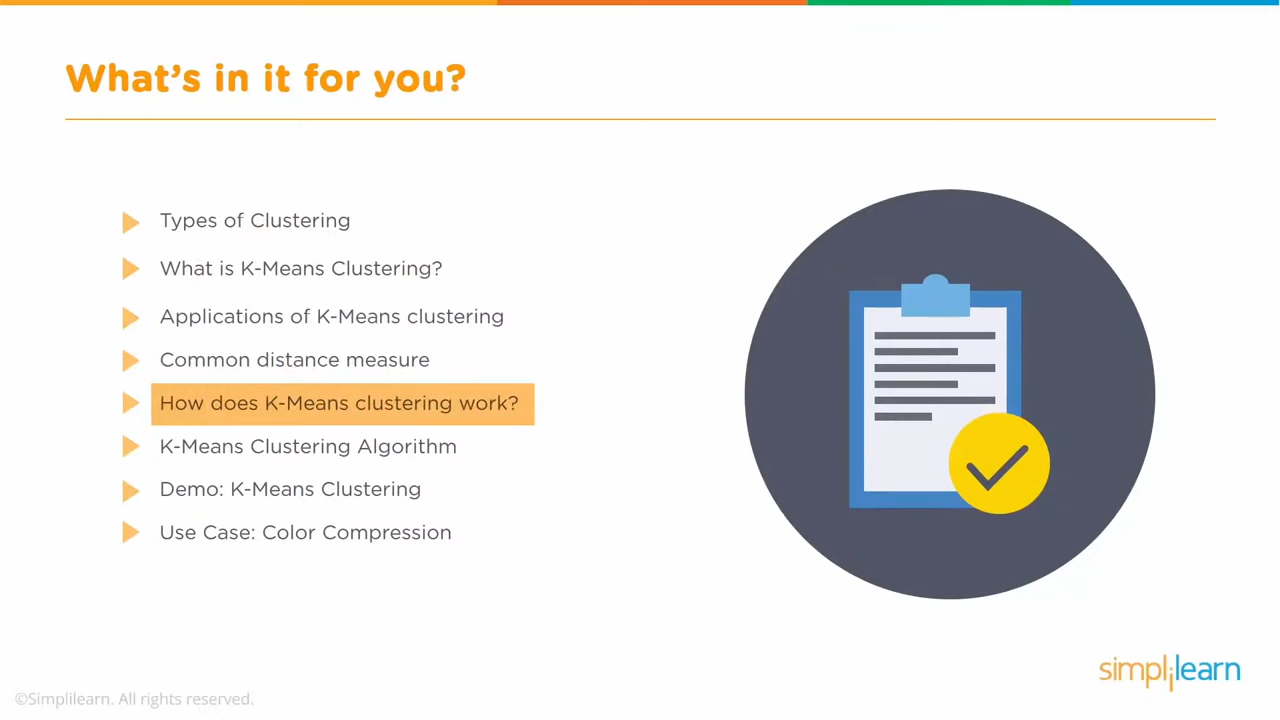 What's in it for you?
Types of Clustering
What is K-Means Clustering?
Applications of K-Means clustering
Common distance measure
How does K-Means clustering work?
K-Means Clustering Algorithm
Demo: K-Means Clustering
Use Case: Color Compression
simplilearn
©Simplilearn. All rights reserved.